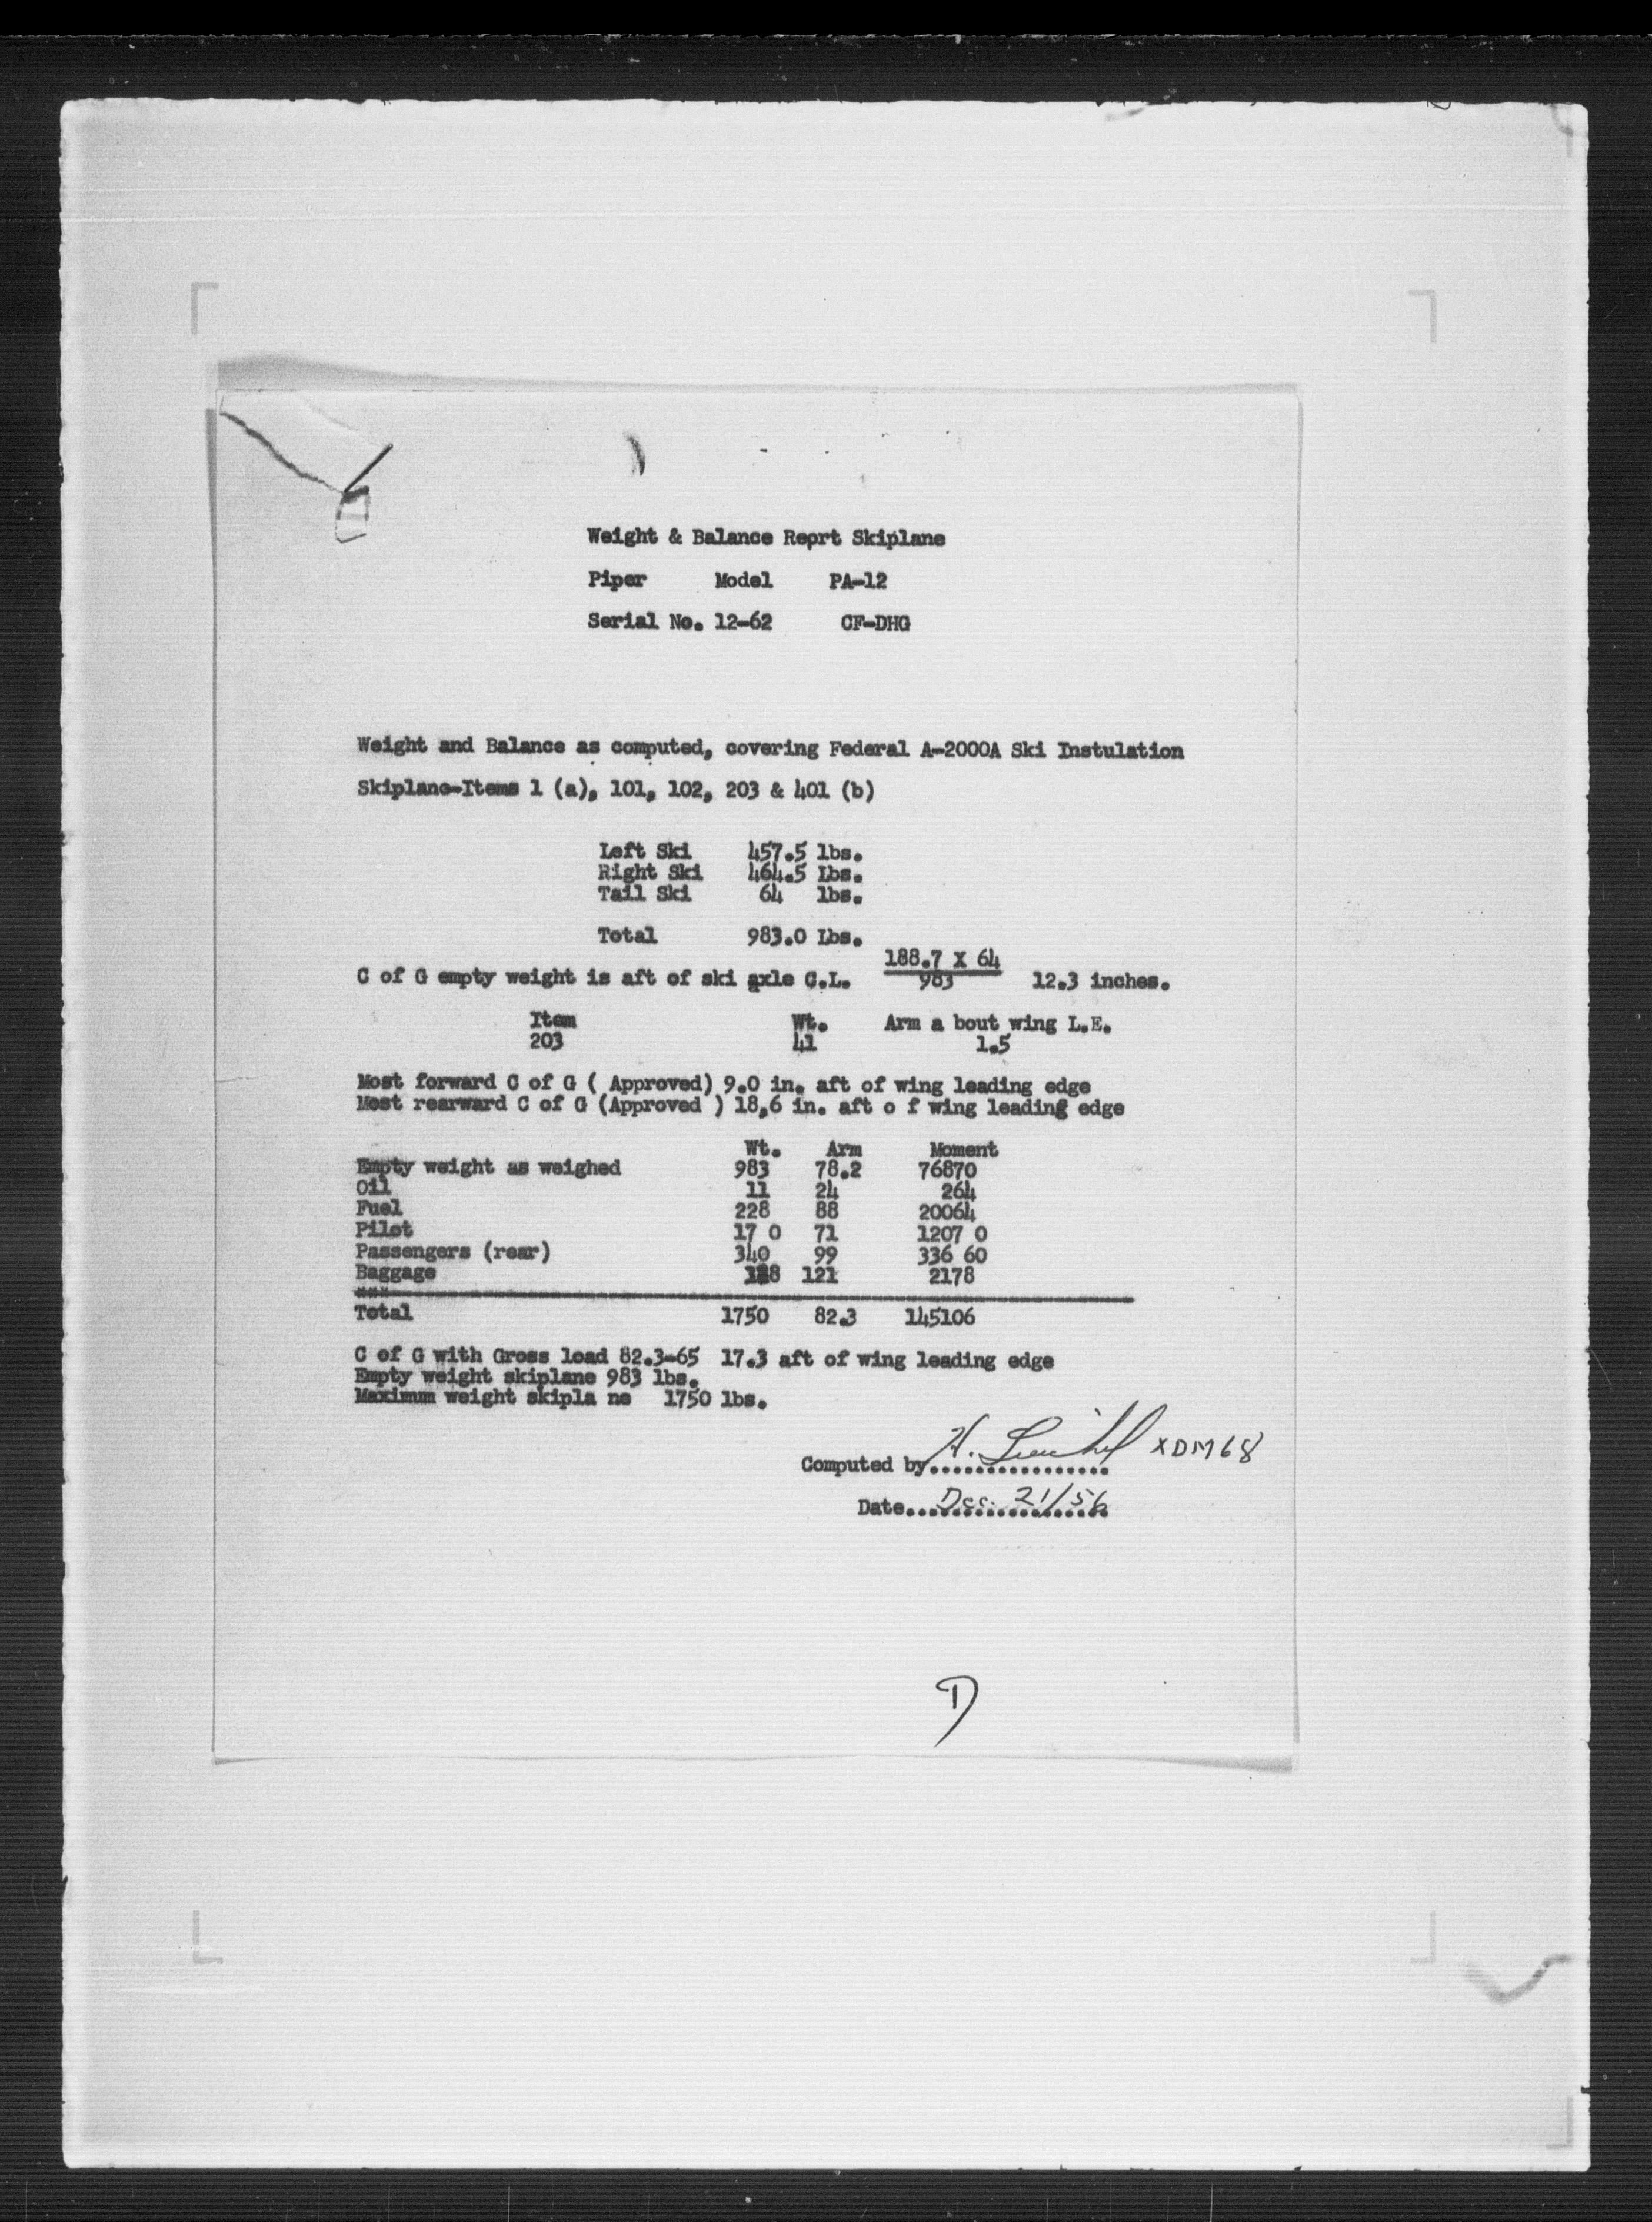 Weight & Balance Reprt Skiplane
Piper Model PA-12
Serial No. 12-62 CF-DHG
Weight and Balance as computed, covering Federal A-2000A Ski Instulation
Skiplane-Items 1 (a), 101, 102, 203 & 401 (b)
Left Ski 457.5 lbs.
Right Ski 464.5 Lbs.
Tail Ski 64 lbs.
Total 983.0 Lbs.
188.7 X 64
C of G empty weight is aft of ski axle C.L. 983 12.3 inches.
Item Wt. Arm a bout wing L.E.
203 41 1.5
Most forward C of G ( Approved) 9.0 in. aft of wing leading edge
Most rearward C of G (Approved ) 18,6 in. aft o f wing leading edge
Wt. Arm Moment
Empty weight as weighed 983 78.2 76870
Oil 11 24 264
Fuel 228 88 20064
Pilot 17 0 71 1207 0
Passengers (rear) 340 99 336 60
Baggage 121 2178
Total 1750 82.3 145106
C of G with Gross load 82.3-65 17.3 aft of wing leading edge
Empty weight skiplane 983 lbs.
Maximum weight skipla ne 1750 lbs.
Computed by................. H. XDM68
Date................... Dec. 21/56
D